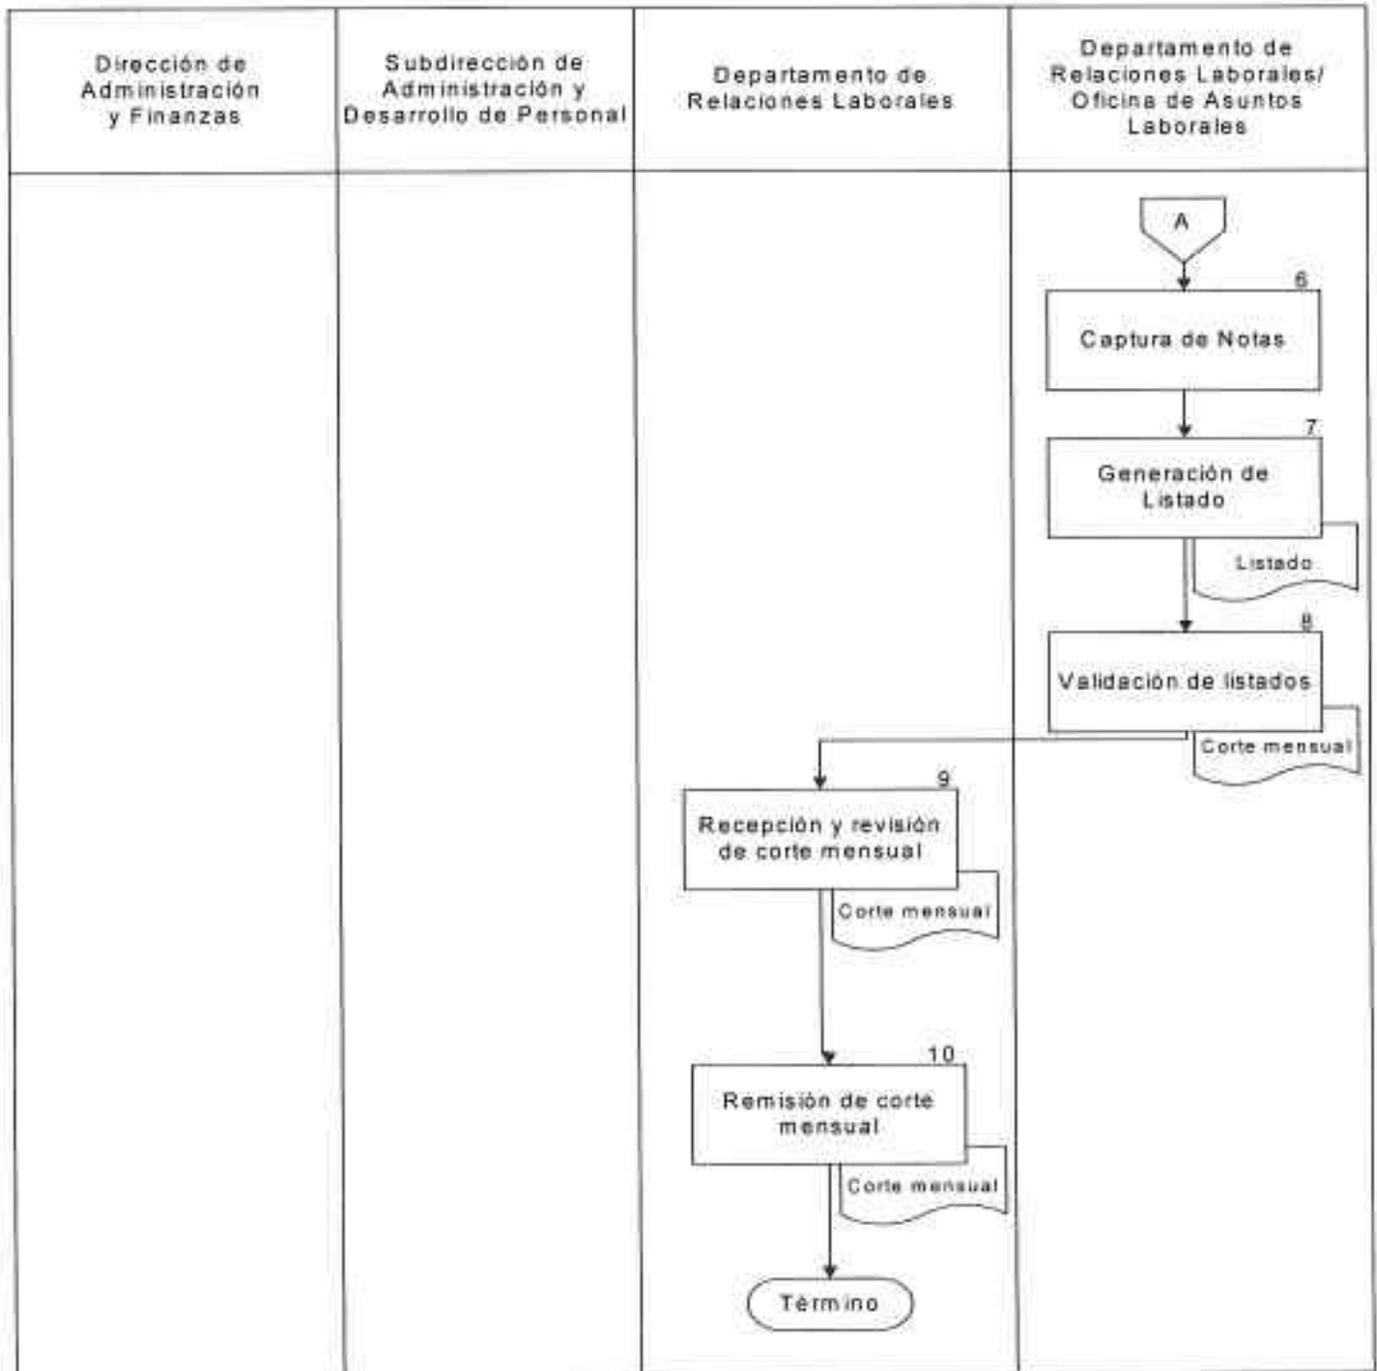 Dirección de
Administración
y Finanzas
Subdirección de
Administración y
Desarrollo de Personal
Departamento de
Relaciones Laborales
Departamento de
Relaciones Laborales/
Oficina de Asuntos
Laborales
A
6
Captura de Notas
7
Generación de
Listado
Listado
8
Validación de listados
Corte mensual
9
Recepción y revisión
de corte mensual
Corte mensual
10
Remisión de corte
mensual
Corte mensual
Término